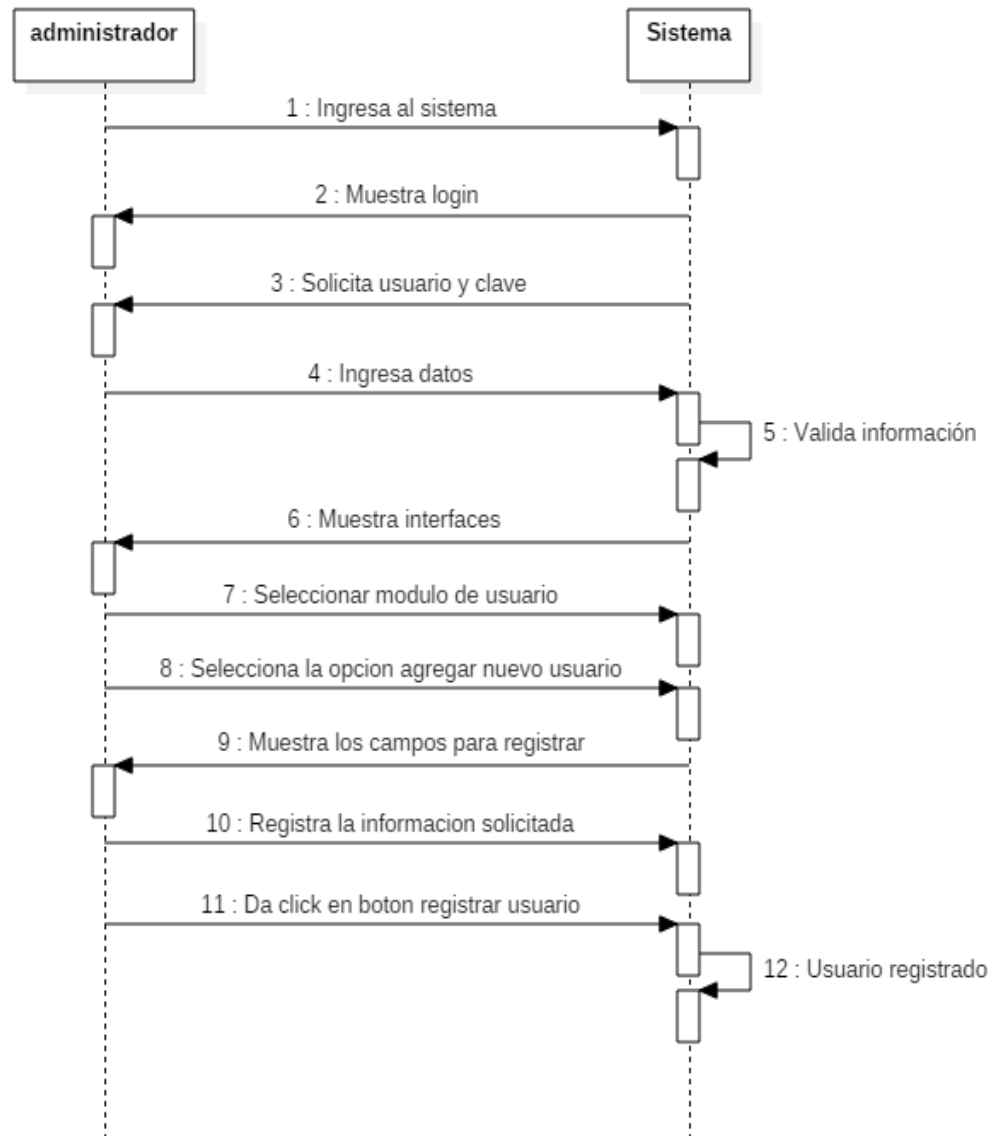 administrador
Sistema
1 : Ingresa al sistema
2 : Muestra login
3 : Solicita usuario y clave
4 : Ingresa datos
5 : Valida información
6 : Muestra interfaces
7 : Seleccionar modulo de usuario
8 : Selecciona la opcion agregar nuevo usuario
9 : Muestra los campos para registrar
10 : Registra la informacion solicitada
11 : Da click en boton registrar usuario
12 : Usuario registrado